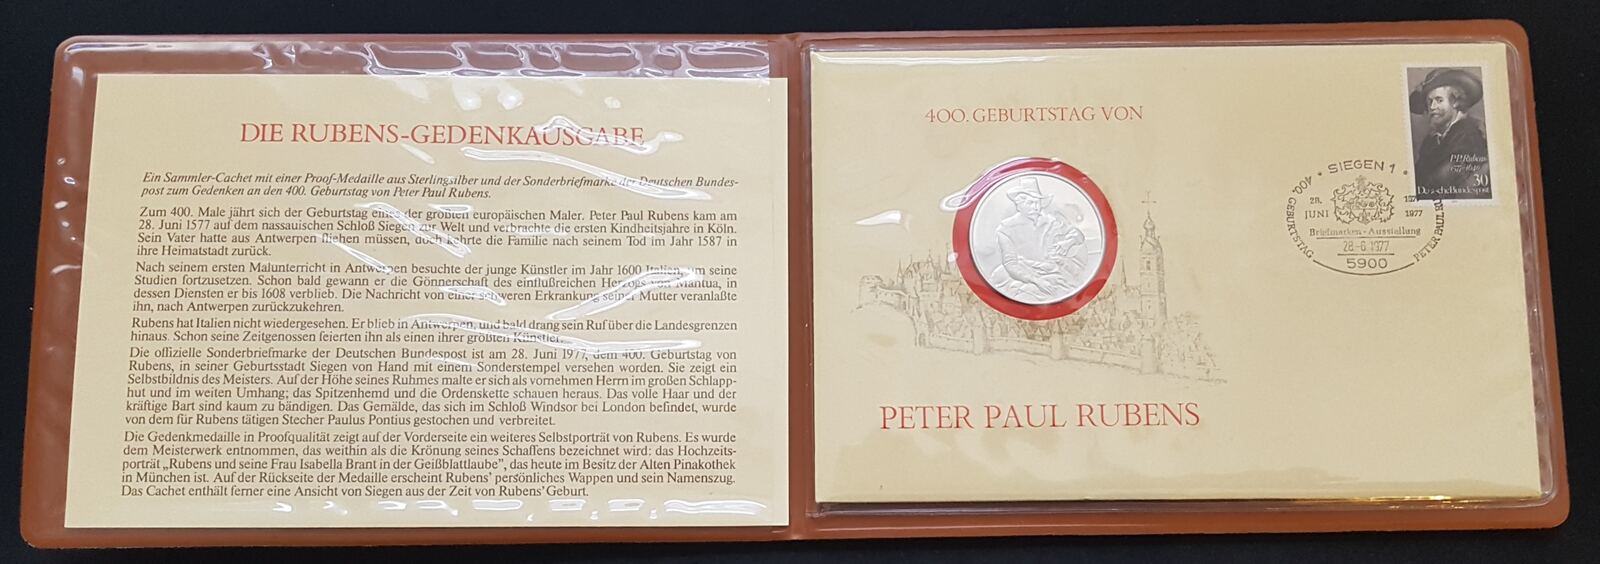 DIE RUBENS-GEDENKAUSGABE
Ein Sammler-Cachet mit einer Proof-Medaille aus Sterlingsilber und der Sonderbriefmarke der Deutschen Bundes-
post zum Gedenken an den 400. Geburtstag von Peter Paul Rubens.
Zum 400. Male jährt sich der Geburtstag eines der größten europäischen Maler. Peter Paul Rubens kam am
28. Juni 1577 auf dem nassauischen Schloß Siegen zur Welt und verbrachte die ersten Kindheitsjahre in Köln.
Sein Vater hatte aus Antwerpen fliehen müssen, doch kehrte die Familie nach seinem Tod im Jahr 1587 in
ihre Heimatstadt zurück.
Nach seinem ersten Malunterricht in Antwerpen besuchte der junge Künstler im Jahr 1600 Italien, um seine
Studien fortzusetzen. Schon bald gewann er die Gönnerschaft des einflußreichen Herzogs von Mantua, in
dessen Diensten er bis 1608 verblieb. Die Nachricht von einer schweren Erkrankung seiner Mutter veranlaßte
ihn, nach Antwerpen zurückzukehren.
Rubens hat Italien nicht wiedergesehen. Er blieb in Antwerpen, und bald drang sein Ruf über die Landesgrenzen
hinaus. Schon seine Zeitgenossen feierten ihn als einen ihrer größten Künstler.
Die offizielle Sonderbriefmarke der Deutschen Bundespost ist am 28. Juni 1977, dem 400. Geburtstag von
Rubens, in seiner Geburtsstadt Siegen von Hand mit einem Sonderstempel versehen worden. Sie zeigt ein
Selbstbildnis des Meisters. Auf der Höhe seines Ruhmes malte er sich als vornehmen Herrn im großen Schlapp-
hut und im weiten Umhang; das Spitzenhemd und die Ordenskette schauen heraus. Das volle Haar und der
kräftige Bart sind kaum zu bändigen. Das Gemälde, das sich im Schloß Windsor bei London befindet, wurde
von dem für Rubens tätigen Stecher Paulus Pontius gestochen und verbreitet.
Die Gedenkmedaille in Proofqualität zeigt auf der Vorderseite ein weiteres Selbstporträt von Rubens. Es wurde
dem Meisterwerk entnommen, das weithin als die Krönung seines Schaffens bezeichnet wird: das Hochzeits-
porträt „Rubens und seine Frau Isabella Brant in der Geißblattlaube", das heute im Besitz der Alten Pinakothek
in München ist. Auf der Rückseite der Medaille erscheint Rubens' persönliches Wappen und sein Namenszug.
Das Cachet enthält ferner eine Ansicht von Siegen aus der Zeit von Rubens' Geburt.
400. GEBURTSTAG VON
PETER PAUL RUBENS
P.P. Rubens
1577-1640
30
Deutsche Bundespost
SIEGEN 1
400. GEBURTSTAG
28.
JUNI
1577
1977
Briefmarken-Ausstellung
28-6.1977
5900
PETER PAUL RU